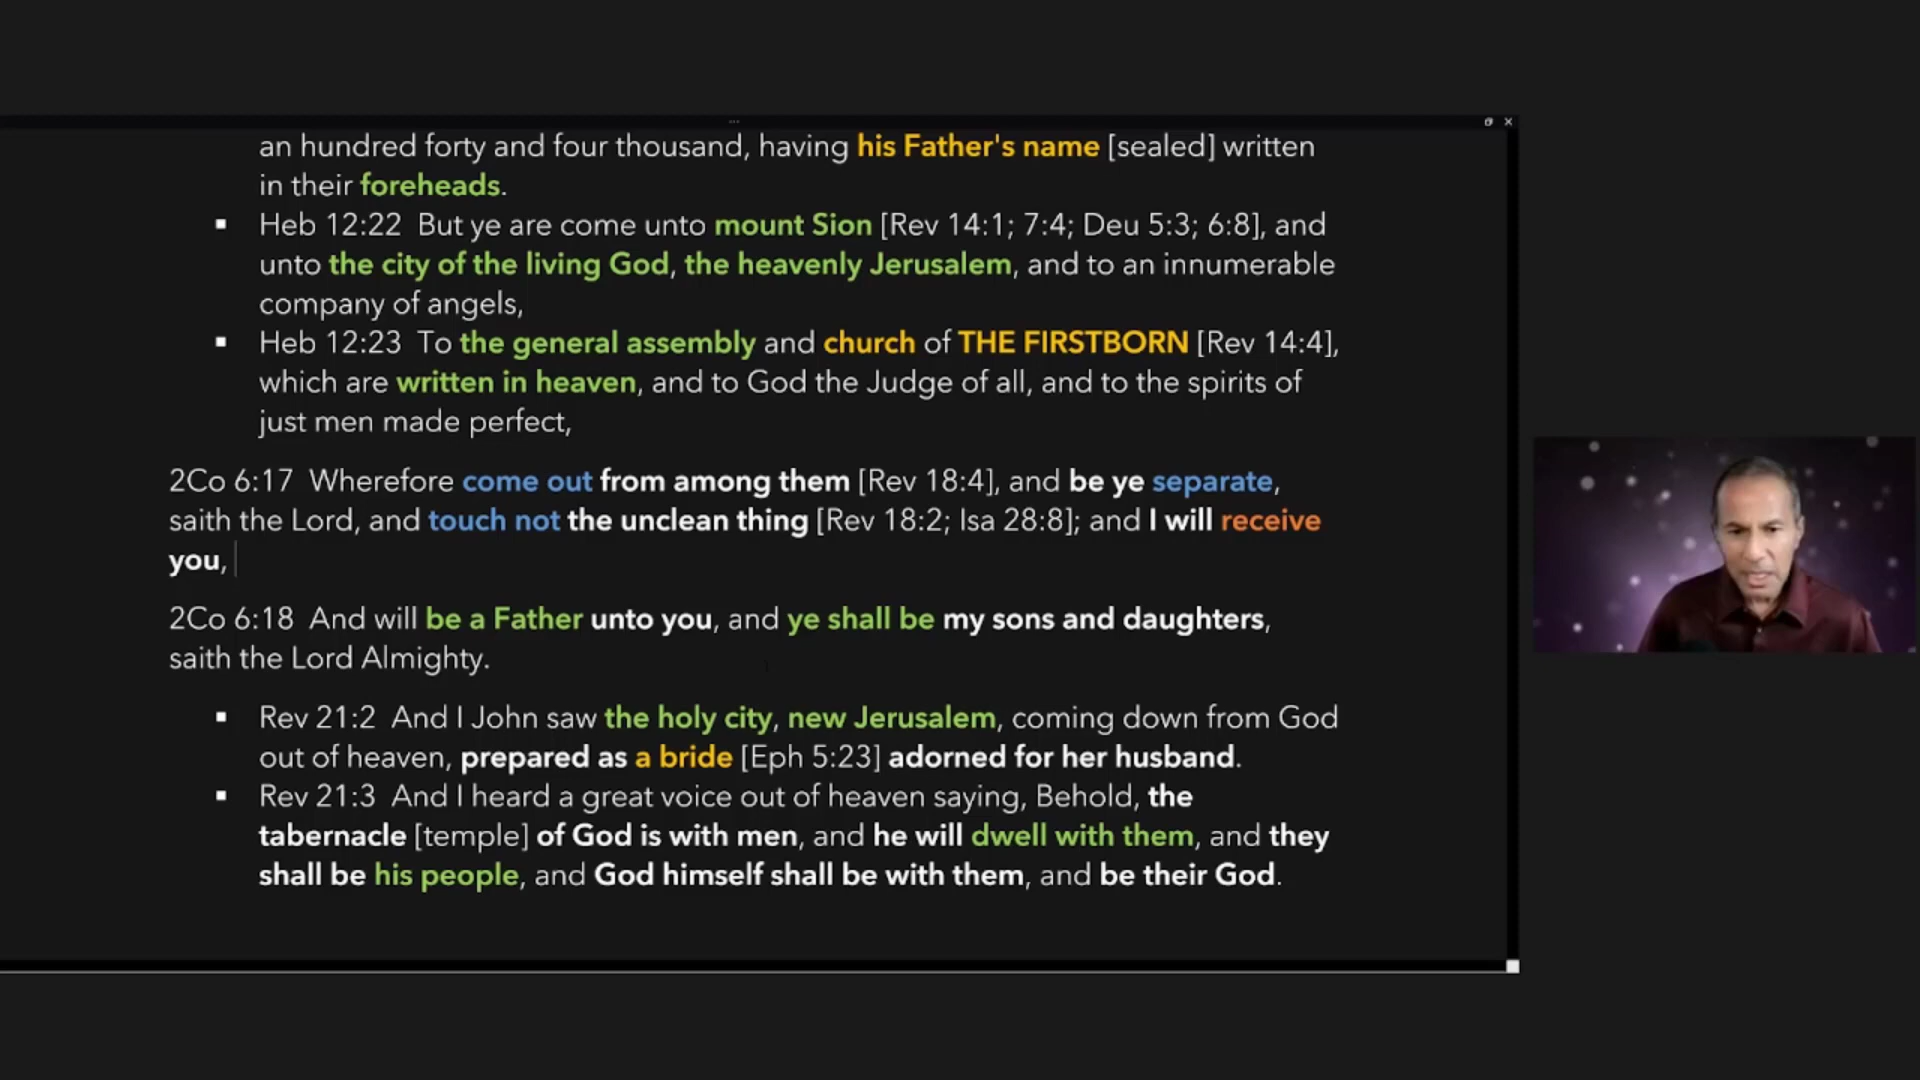 an hundred forty and four thousand, having his Father's name [sealed] written
in their foreheads.
▪ Heb 12:22 But ye are come unto mount Sion [Rev 14:1; 7:4; Deu 5:3; 6:8], and
unto the city of the living God, the heavenly Jerusalem, and to an innumerable
company of angels,
▪ Heb 12:23 To the general assembly and church of THE FIRSTBORN [Rev 14:4],
which are written in heaven, and to God the Judge of all, and to the spirits of
just men made perfect,
2Co 6:17 Wherefore come out from among them [Rev 18:4], and be ye separate,
saith the Lord, and touch not the unclean thing [Rev 18:2; Isa 28:8]; and I will receive
you,
2Co 6:18 And will be a Father unto you, and ye shall be my sons and daughters,
saith the Lord Almighty.
▪ Rev 21:2 And I John saw the holy city, new Jerusalem, coming down from God
out of heaven, prepared as a bride [Eph 5:23] adorned for her husband.
▪ Rev 21:3 And I heard a great voice out of heaven saying, Behold, the
tabernacle [temple] of God is with men, and he will dwell with them, and they
shall be his people, and God himself shall be with them, and be their God.